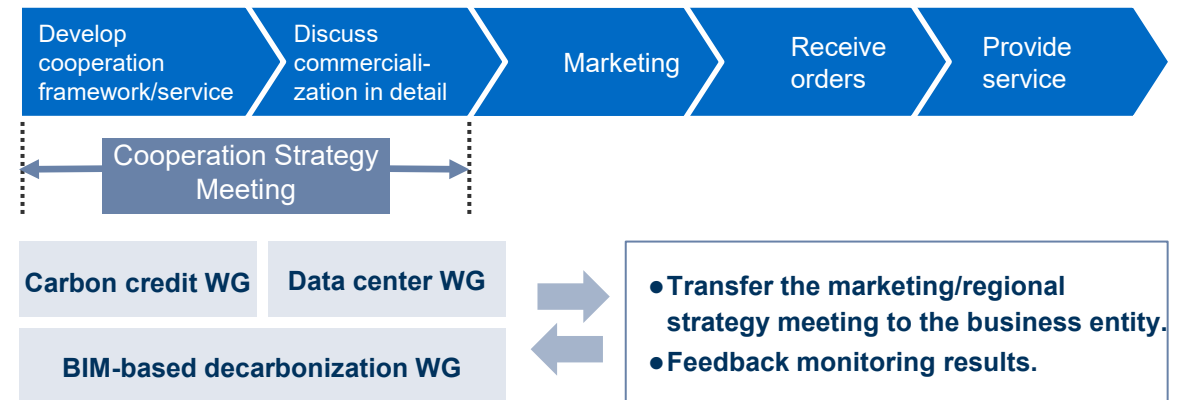 Develop
cooperation
framework/service
Discuss
commerciali-
zation in detail
Marketing
Receive
orders
Provide
service
Cooperation Strategy
Meeting
Carbon credit WG
Data center WG
BIM-based decarbonization WG
●Transfer the marketing/regional
strategy meeting to the business entity.
●Feedback monitoring results.